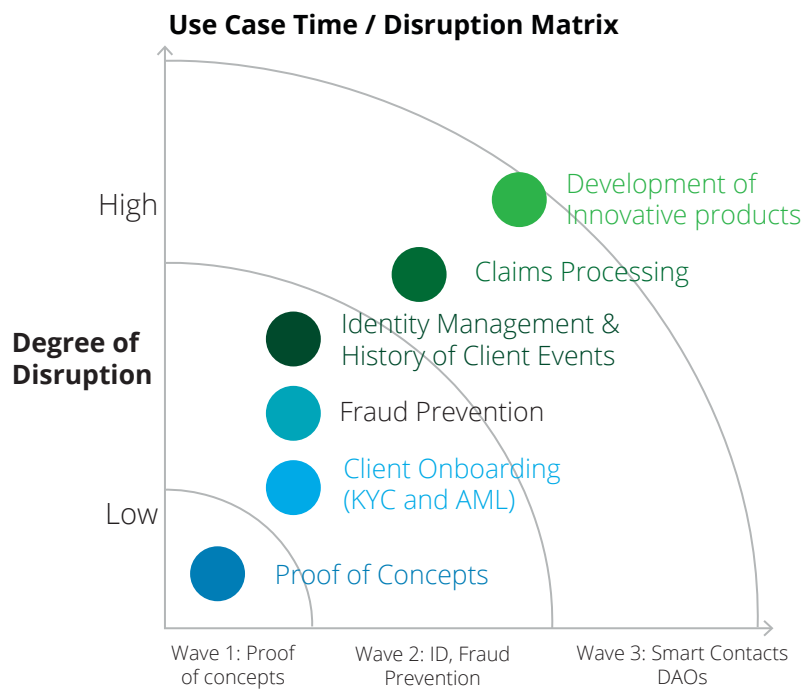 Use Case Time / Disruption Matrix
High
Development of
Innovative products
Claims Processing
Identity Management &
History of Client Events
Degree of
Disruption
Fraud Prevention
Client Onboarding
(KYC and AML)
Low
Proof of Concepts
Wave 1: Proof
of concepts
Wave 2: ID, Fraud
Prevention
Wave 3: Smart Contacts
DAOs